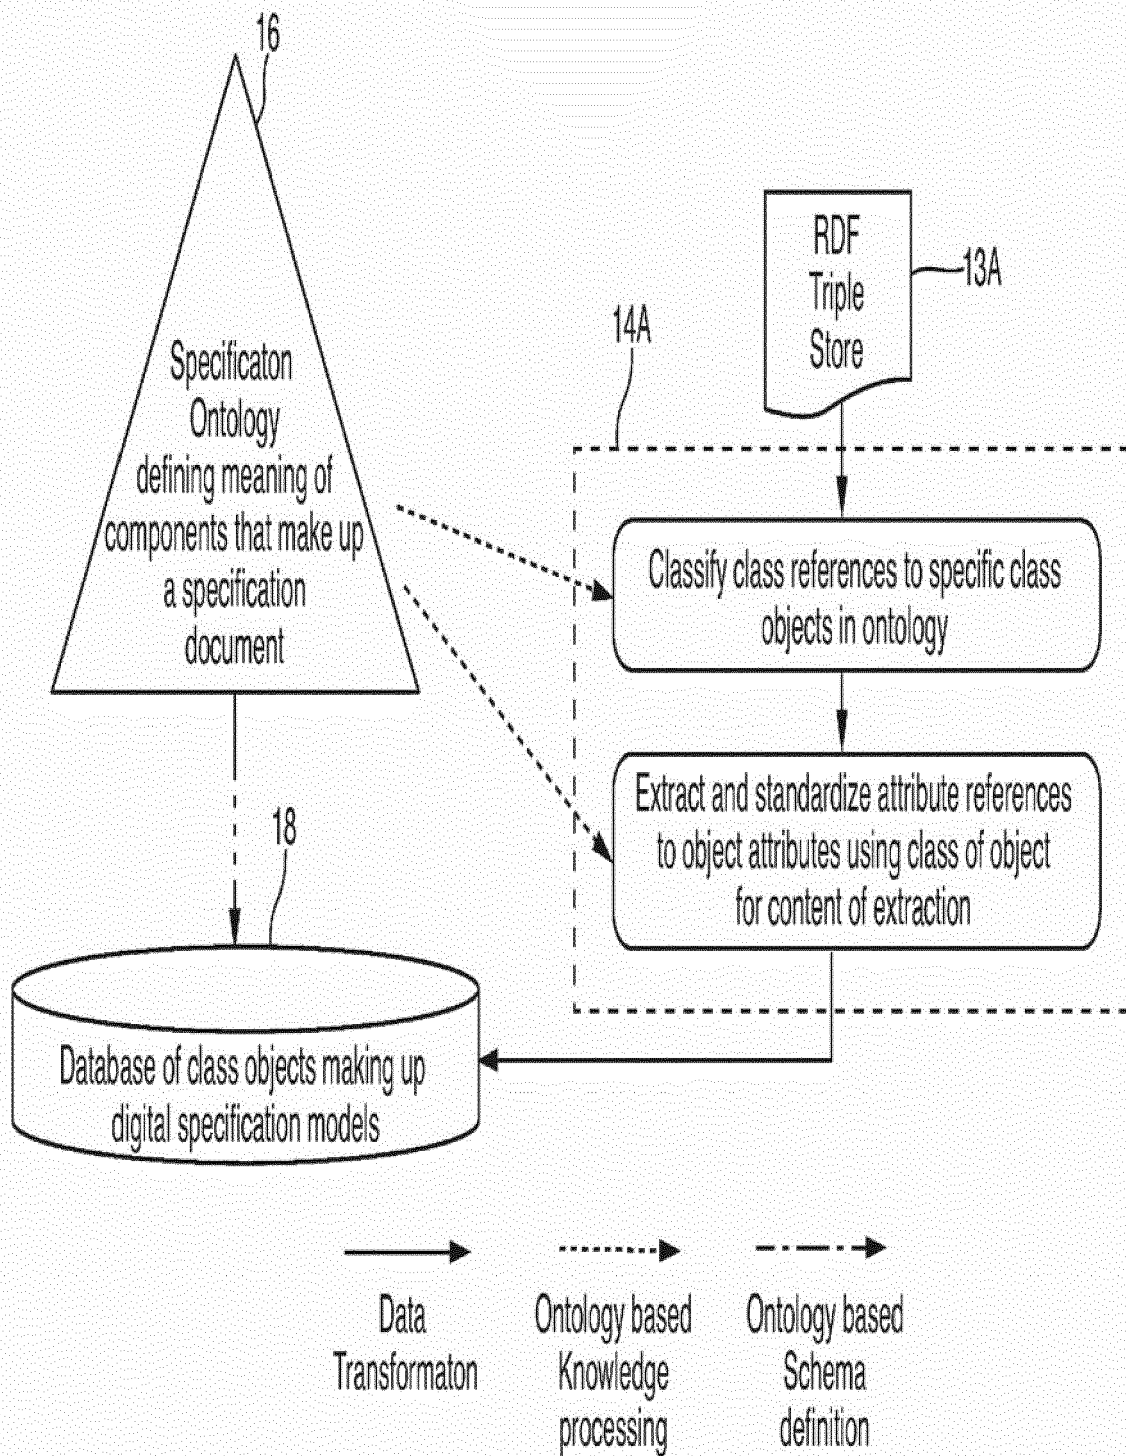 16
RDF
Triple
Store
13A
14A
Specificaton
Ontology
defining meaning of
components that make up
a specification
document
Classify class references to specific class
objects in ontology
Extract and standardize attribute references
to object attributes using class of object
for content of extraction
18
Database of class objects making up
digital specification models
Data
Transformaton
Ontology based
Knowledge
processing
Ontology based
Schema
definition